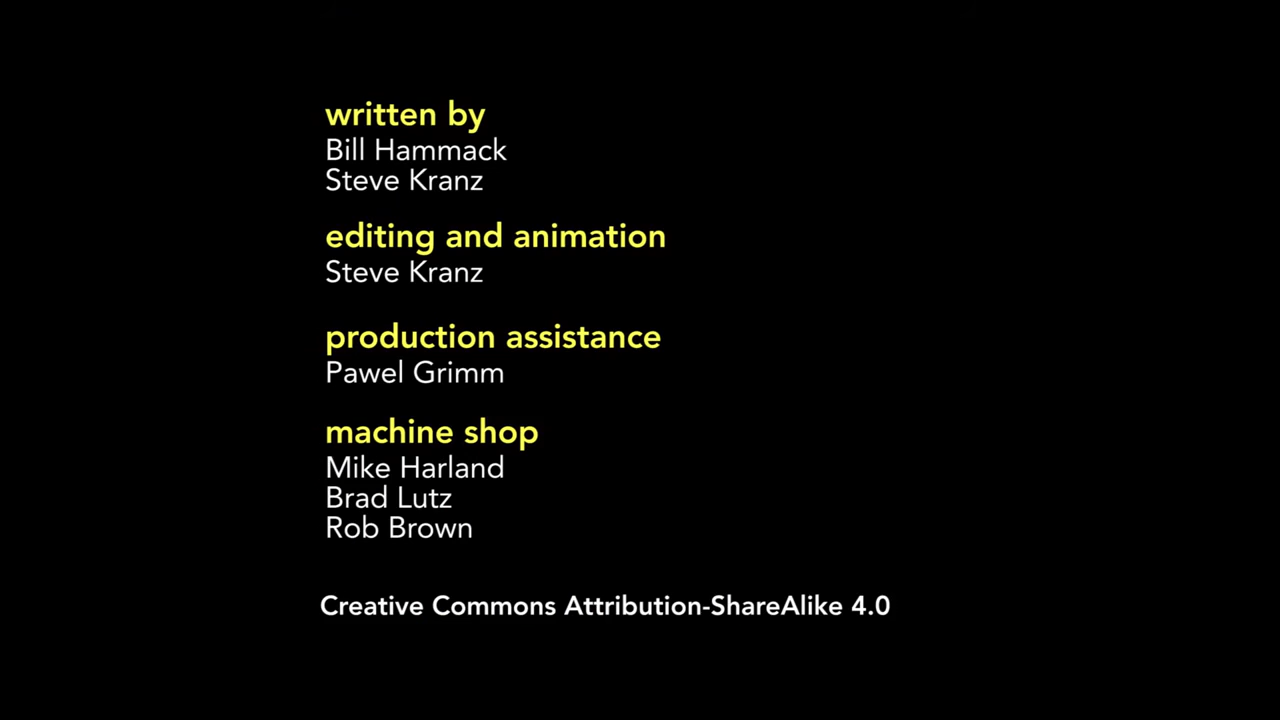 written by
Bill Hammack
Steve Kranz
editing and animation
Steve Kranz
production assistance
Pawel Grimm
machine shop
Mike Harland
Brad Lutz
Rob Brown
Creative Commons Attribution-ShareAlike 4.0